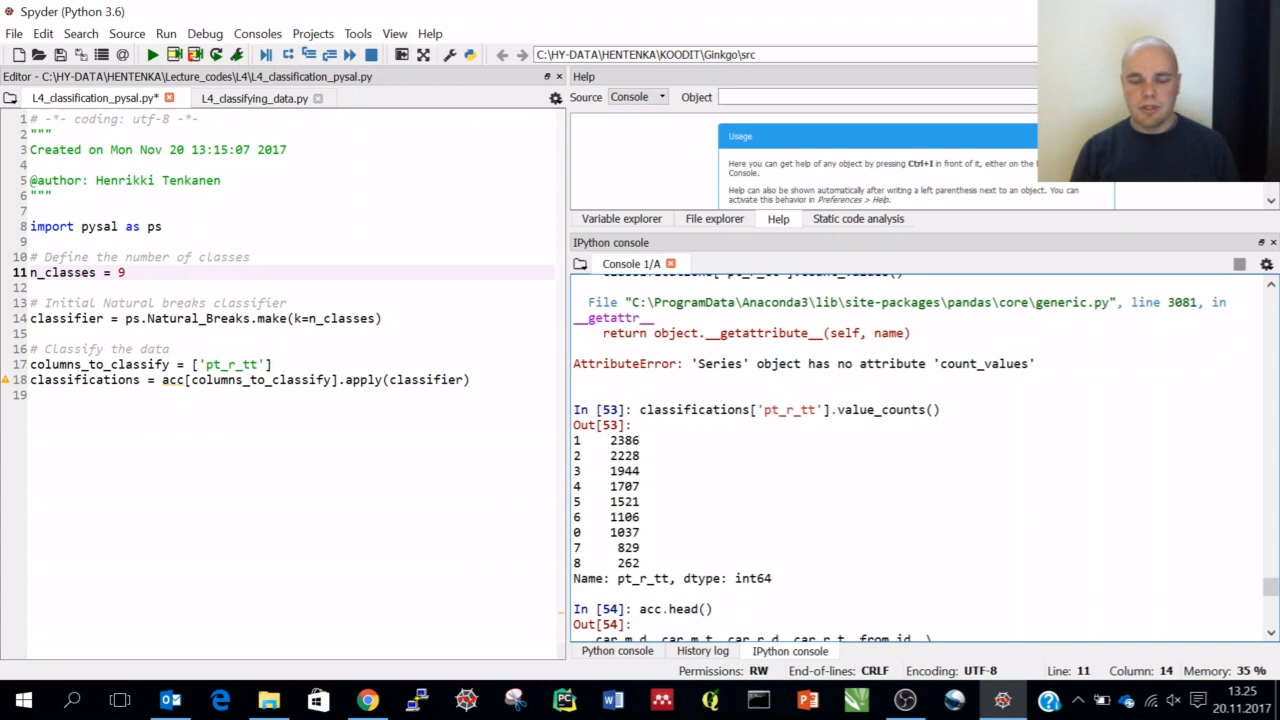 Spyder (Python 3.6)
File Edit Search Source Run Debug Consoles Projects Tools View Help
C:\HY-DATA\HENTENKA\KOODIT\Ginkgo\src
Editor - C:\HY-DATA\HENTENKA\Lecture_codes\L4\L4_classification_pysal.py
L4_classification_pysal.py* L4_classifying_data.py
1 # -*- coding: utf-8 -*-
2 """
3 Created on Mon Nov 20 13:15:07 2017
4
5 @author: Henrikki Tenkanen
6 """
7
8 import pysal as ps
9
10 # Define the number of classes
11 n_classes = 9
12
13 # Initial Natural breaks classifier
14 classifier = ps.Natural_Breaks.make(k=n_classes)
15
16 # Classify the data
17 columns_to_classify = ['pt_r_tt']
18 classifications = acc[columns_to_classify].apply(classifier)
19
Help
Source Console Object
Usage
Here you can get help of any object by pressing Ctrl+I in front of it, either on the
Console.
Help can also be shown automatically after writing a left parenthesis next to an object. You can
activate this behavior in Preferences > Help.
Variable explorer File explorer Help Static code analysis
IPython console
Console 1/A
File "C:\ProgramData\Anaconda3\lib\site-packages\pandas\core\generic.py", line 3081, in
__getattr__
return object.__getattribute__(self, name)
AttributeError: 'Series' object has no attribute 'count_values'
In [53]: classifications['pt_r_tt'].value_counts()
Out[53]:
1 2386
2 2228
3 1944
4 1707
5 1521
6 1106
0 1037
7 829
8 262
Name: pt_r_tt, dtype: int64
In [54]: acc.head()
Out[54]:
car_m_d car_m_t car_r_d car_r_t from_id \
Python console History log IPython console
Permissions: RW End-of-lines: CRLF Encoding: UTF-8 Line: 11 Column: 14 Memory: 35 %
13.25
20.11.2017